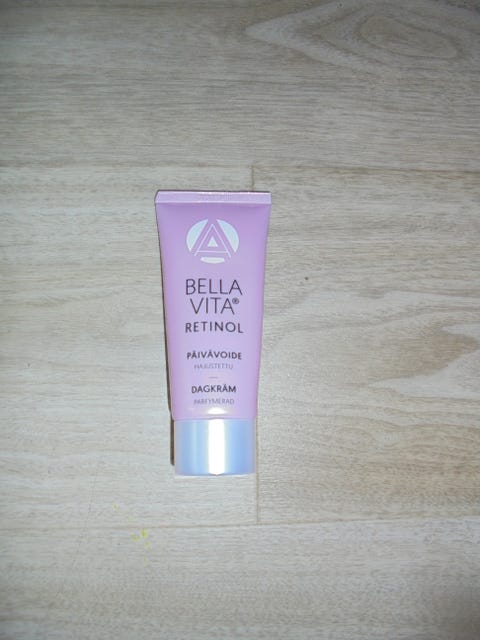 BELLA
VITA®
RETINOL
PÄIVÄVOIDE
HAJUSTETTU
DAGKRÄM
PARFYMERAD